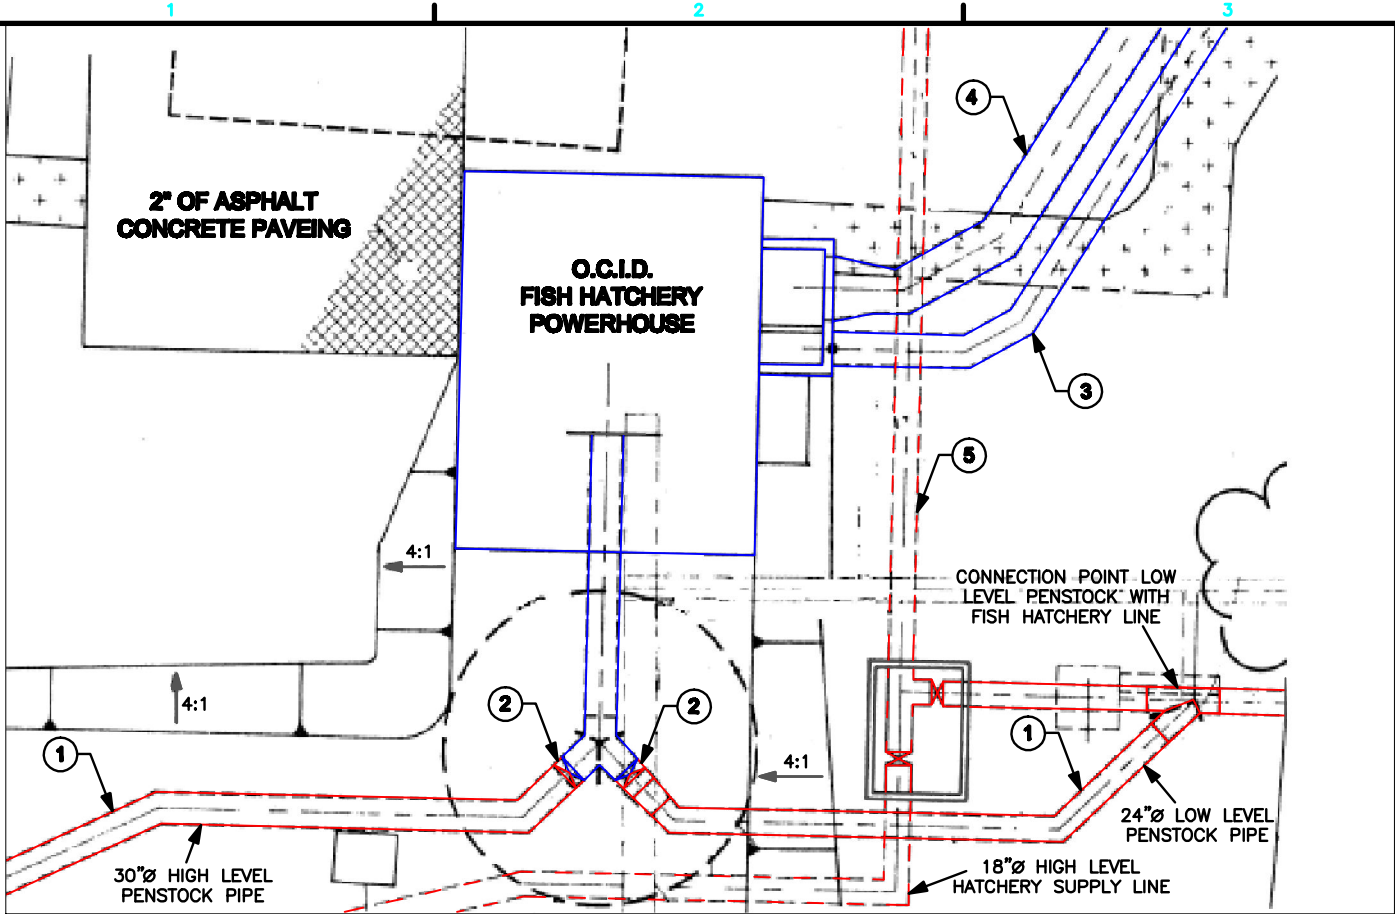 1
2
3
4
2" OF ASPHALT
CONCRETE PAVEING
O.C.I.D.
FISH HATCHERY
POWERHOUSE
3
5
4:1
CONNECTION POINT LOW
LEVEL PENSTOCK WITH
FISH HATCHERY LINE
4:1
2
2
1
1
4:1
24"Ø LOW LEVEL
PENSTOCK PIPE
30"Ø HIGH LEVEL
PENSTOCK PIPE
18"Ø HIGH LEVEL
HATCHERY SUPPLY LINE